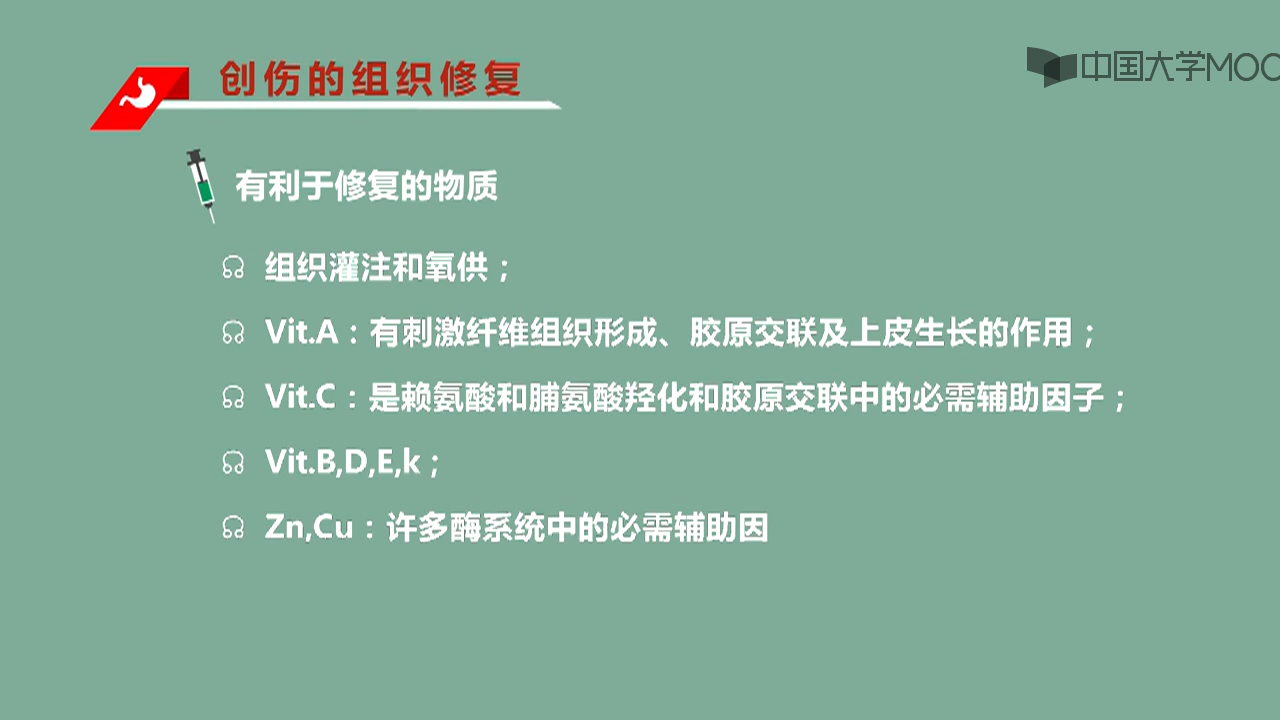 创伤的组织修复
中国大学MOO
有利于修复的物质
组织灌注和氧供；
Vit.A：有刺激纤维组织形成、胶原交联及上皮生长的作用；
Vit.C：是赖氨酸和脯氨酸羟化和胶原交联中的必需辅助因子；
Vit.B,D,E,k；
Zn,Cu：许多酶系统中的必需辅助因